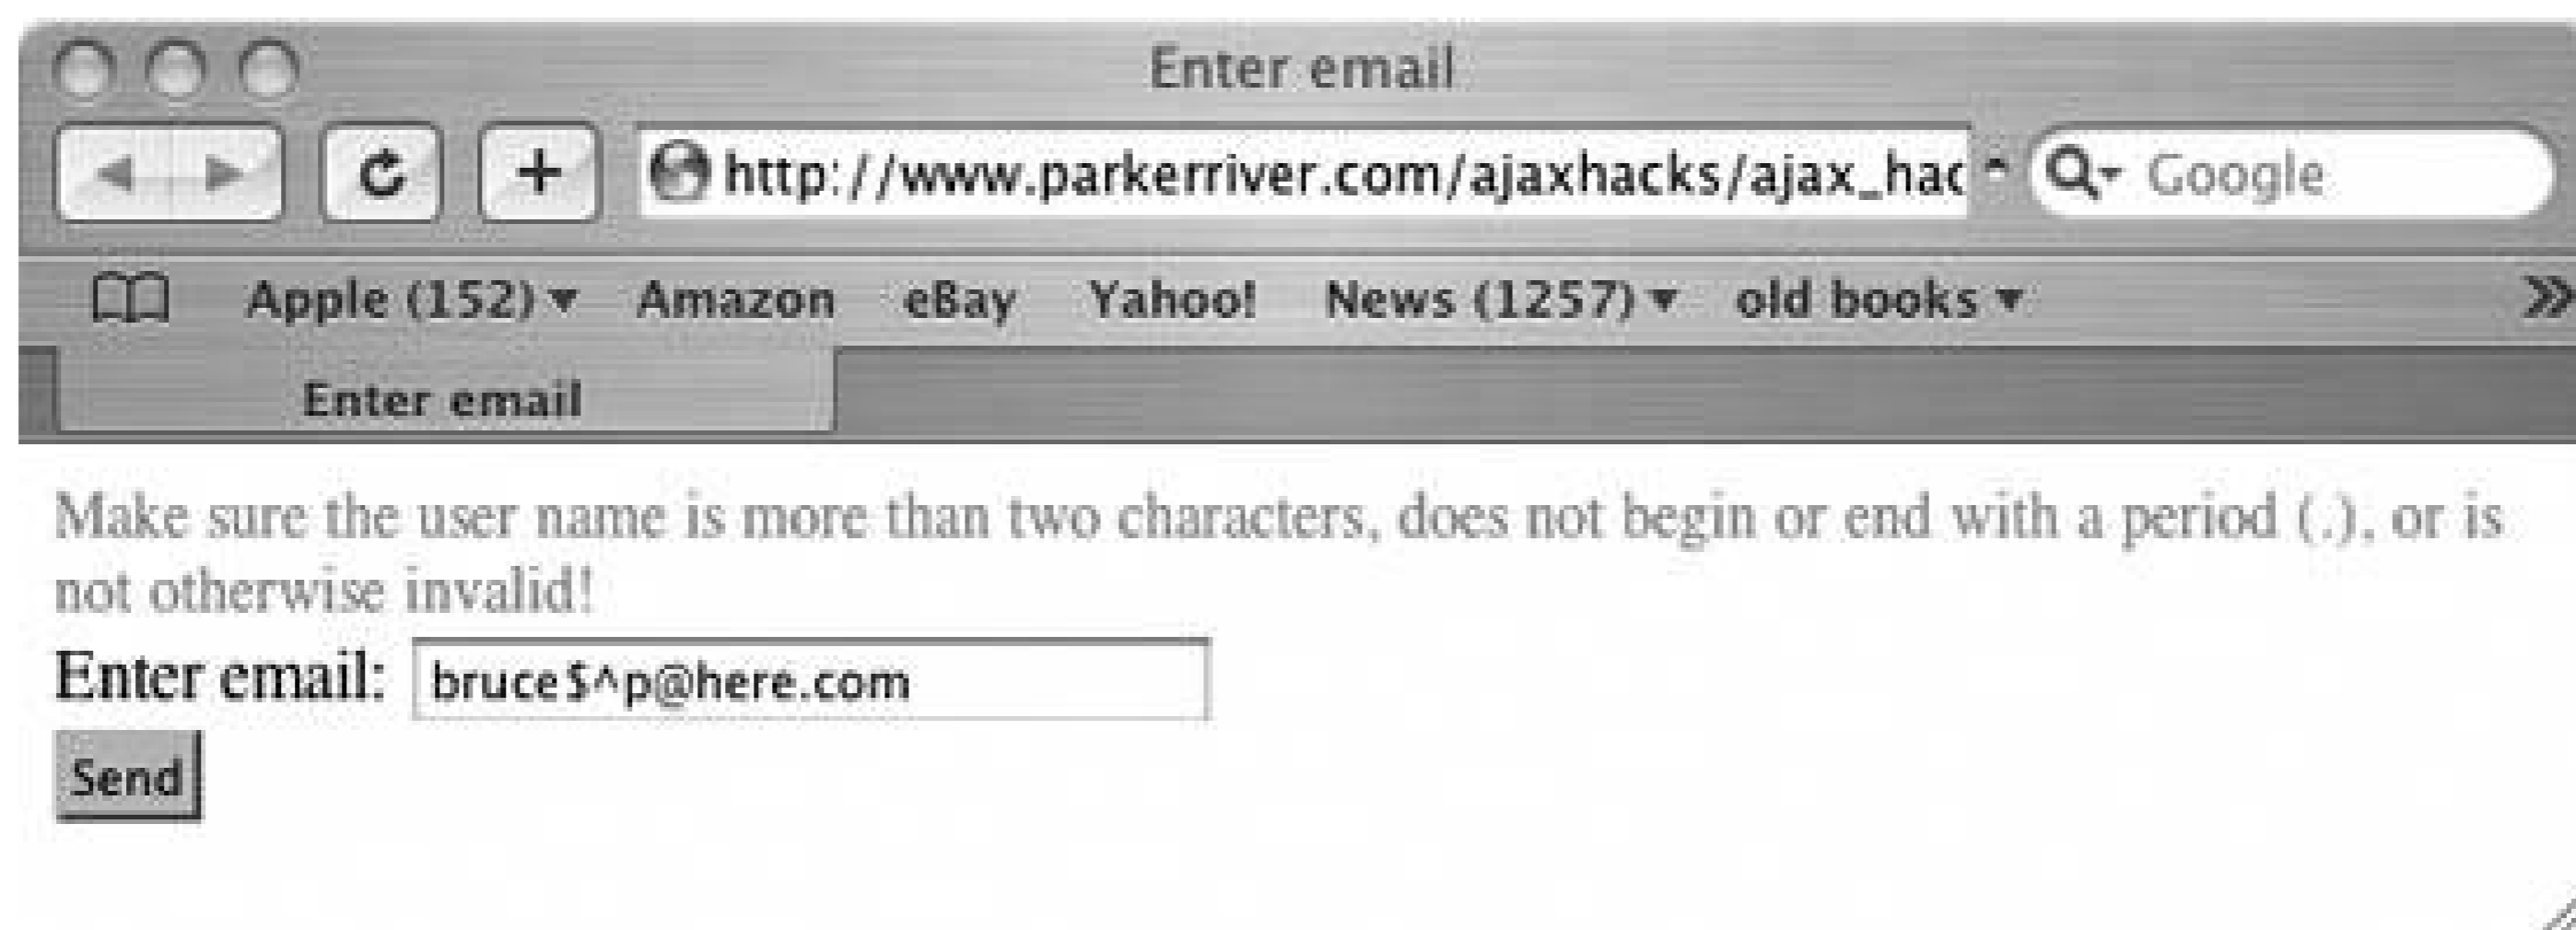 Enter email
http://www.parkerriver.com/ajaxhacks/ajax_hac
Google
Apple (152) Amazon eBay Yahoo! News (1257) old books
Enter email
Make sure the user name is more than two characters, does not begin or end with a period (.), or is
not otherwise invalid!
Enter email: bruce$^p@here.com
Send